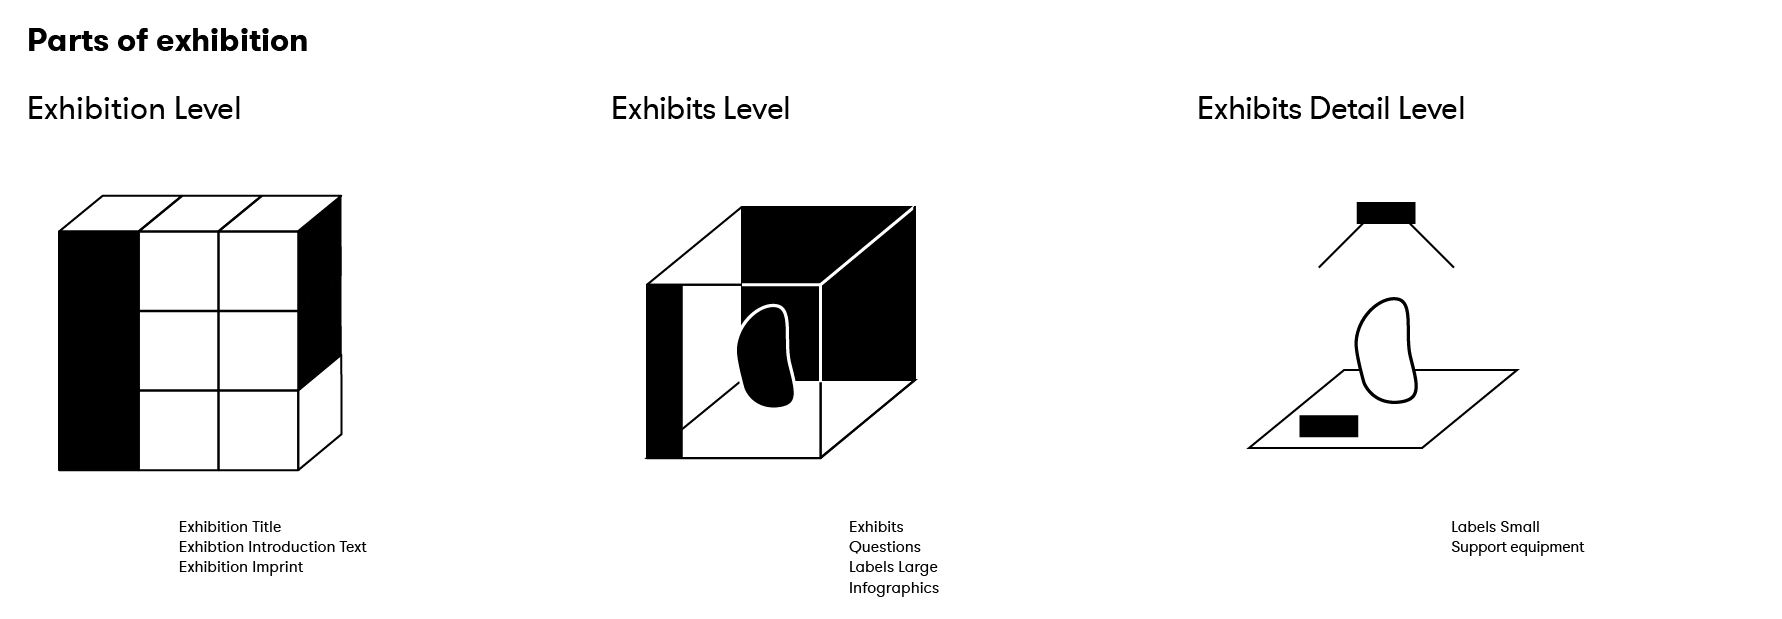 Parts of exhibition
Exhibition Level
Exhibits Level
Exhibits Detail Level
Exhibition Title
Exhibtion Introduction Text
Exhibition Imprint
Exhibits
Questions
Labels Large
Infographics
Labels Small
Support equipment